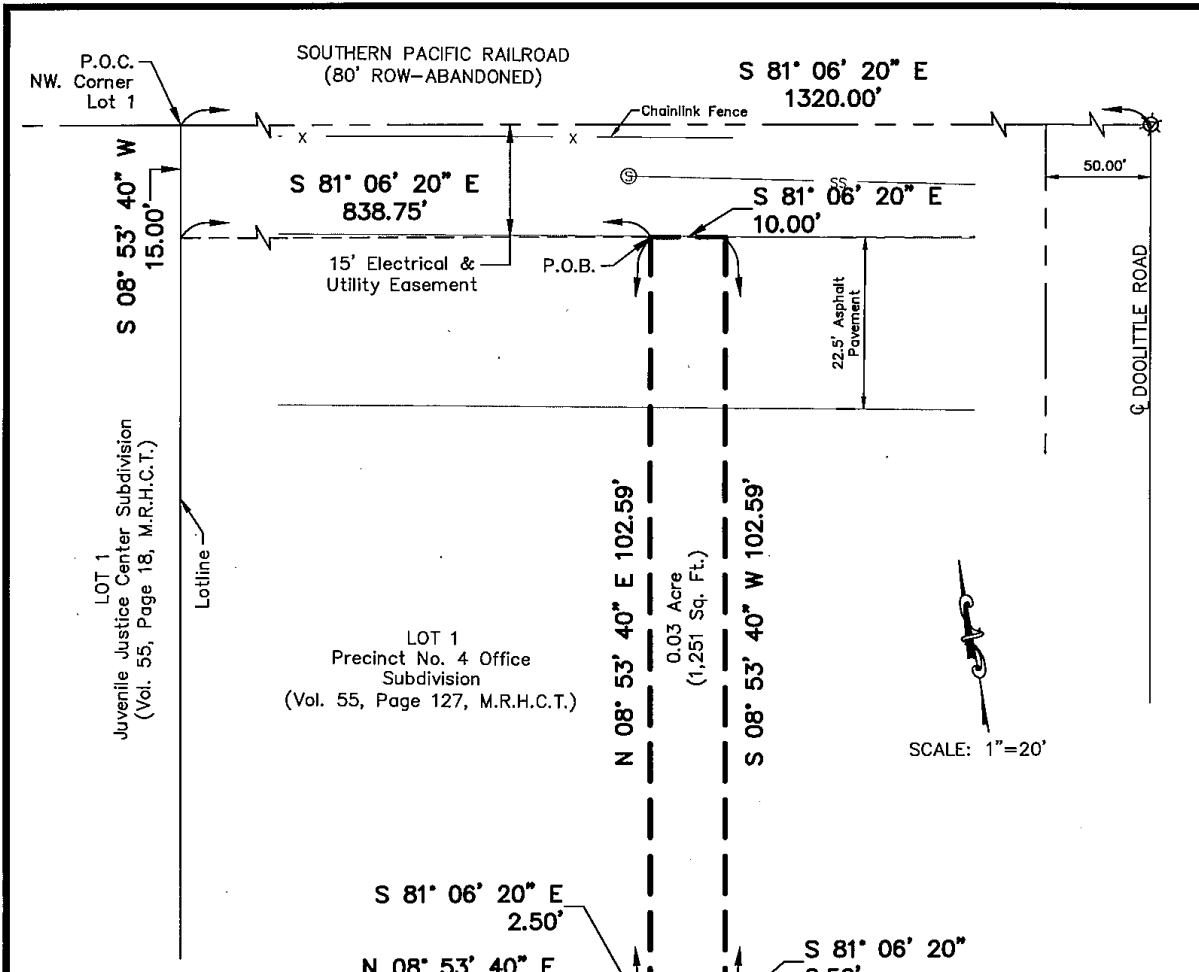 P.O.C.
NW. Corner
Lot 1
SOUTHERN PACIFIC RAILROAD
(80' ROW-ABANDONED)
S 81° 06' 20" E
1320.00'
Chainlink Fence
X
X
S 08° 53' 40" W
15.00'
S 81° 06' 20" E
838.75'
S
SS
S 81° 06' 20" E
10.00'
50.00'
15' Electrical &
Utility Easement
P.O.B.
22.5' Asphalt
Pavement
℄ DOOLITTLE ROAD
LOT 1
Juvenile Justice Center Subdivision
(Vol. 55, Page 18, M.R.H.C.T.)
Lotline
LOT 1
Precinct No. 4 Office
Subdivision
(Vol. 55, Page 127, M.R.H.C.T.)
N 08° 53' 40" E 102.59'
0.03 Acre
(1,251 Sq. Ft.)
S 08° 53' 40" W 102.59'
SCALE: 1"=20'
S 81° 06' 20" E
2.50'
N 08° 53' 40" E
S 81° 06' 20"